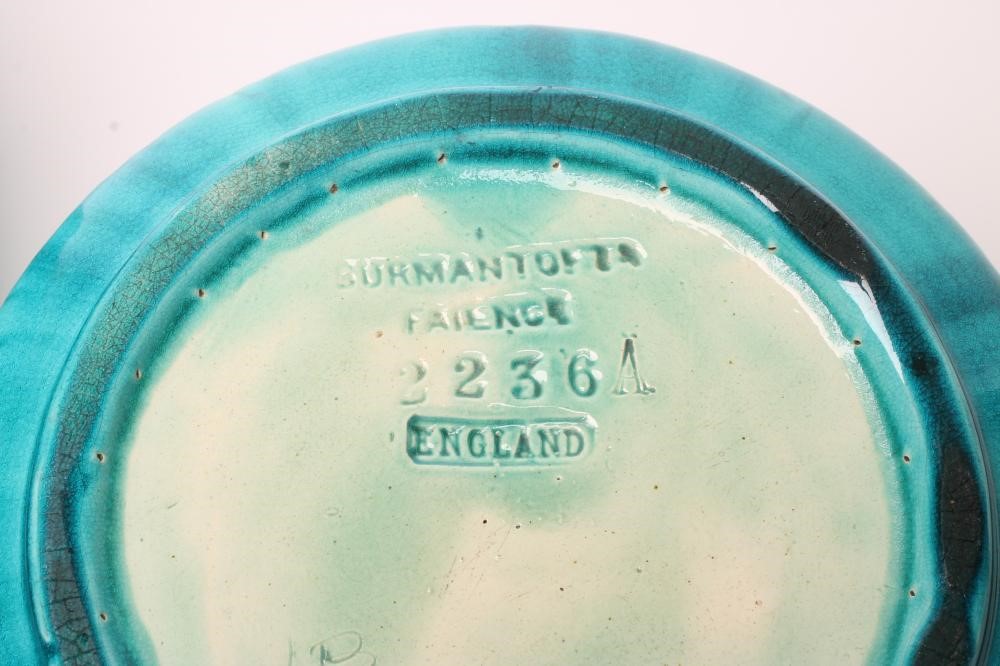 BURMANTOFTS
FAIENCE
2236A
ENGLAND